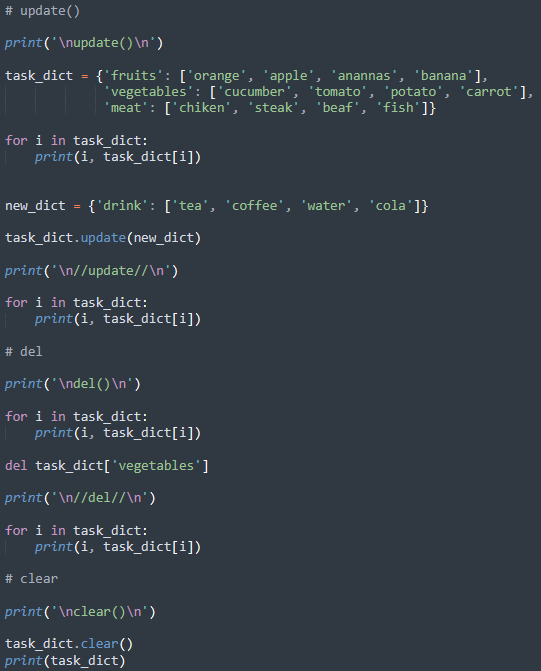 # update()
print('\nupdate()\n')
task_dict = {'fruits': ['orange', 'apple', 'anannas', 'banana'],
'vegetables': ['cucumber', 'tomato', 'potato', 'carrot'],
'meat': ['chiken', 'steak', 'beaf', 'fish']}
for i in task_dict:
print(i, task_dict[i])
new_dict = {'drink': ['tea', 'coffee', 'water', 'cola']}
task_dict.update(new_dict)
print('\n//update//\n')
for i in task_dict:
print(i, task_dict[i])
# del
print('\ndel()\n')
for i in task_dict:
print(i, task_dict[i])
del task_dict['vegetables']
print('\n//del//\n')
for i in task_dict:
print(i, task_dict[i])
# clear
print('\nclear()\n')
task_dict.clear()
print(task_dict)